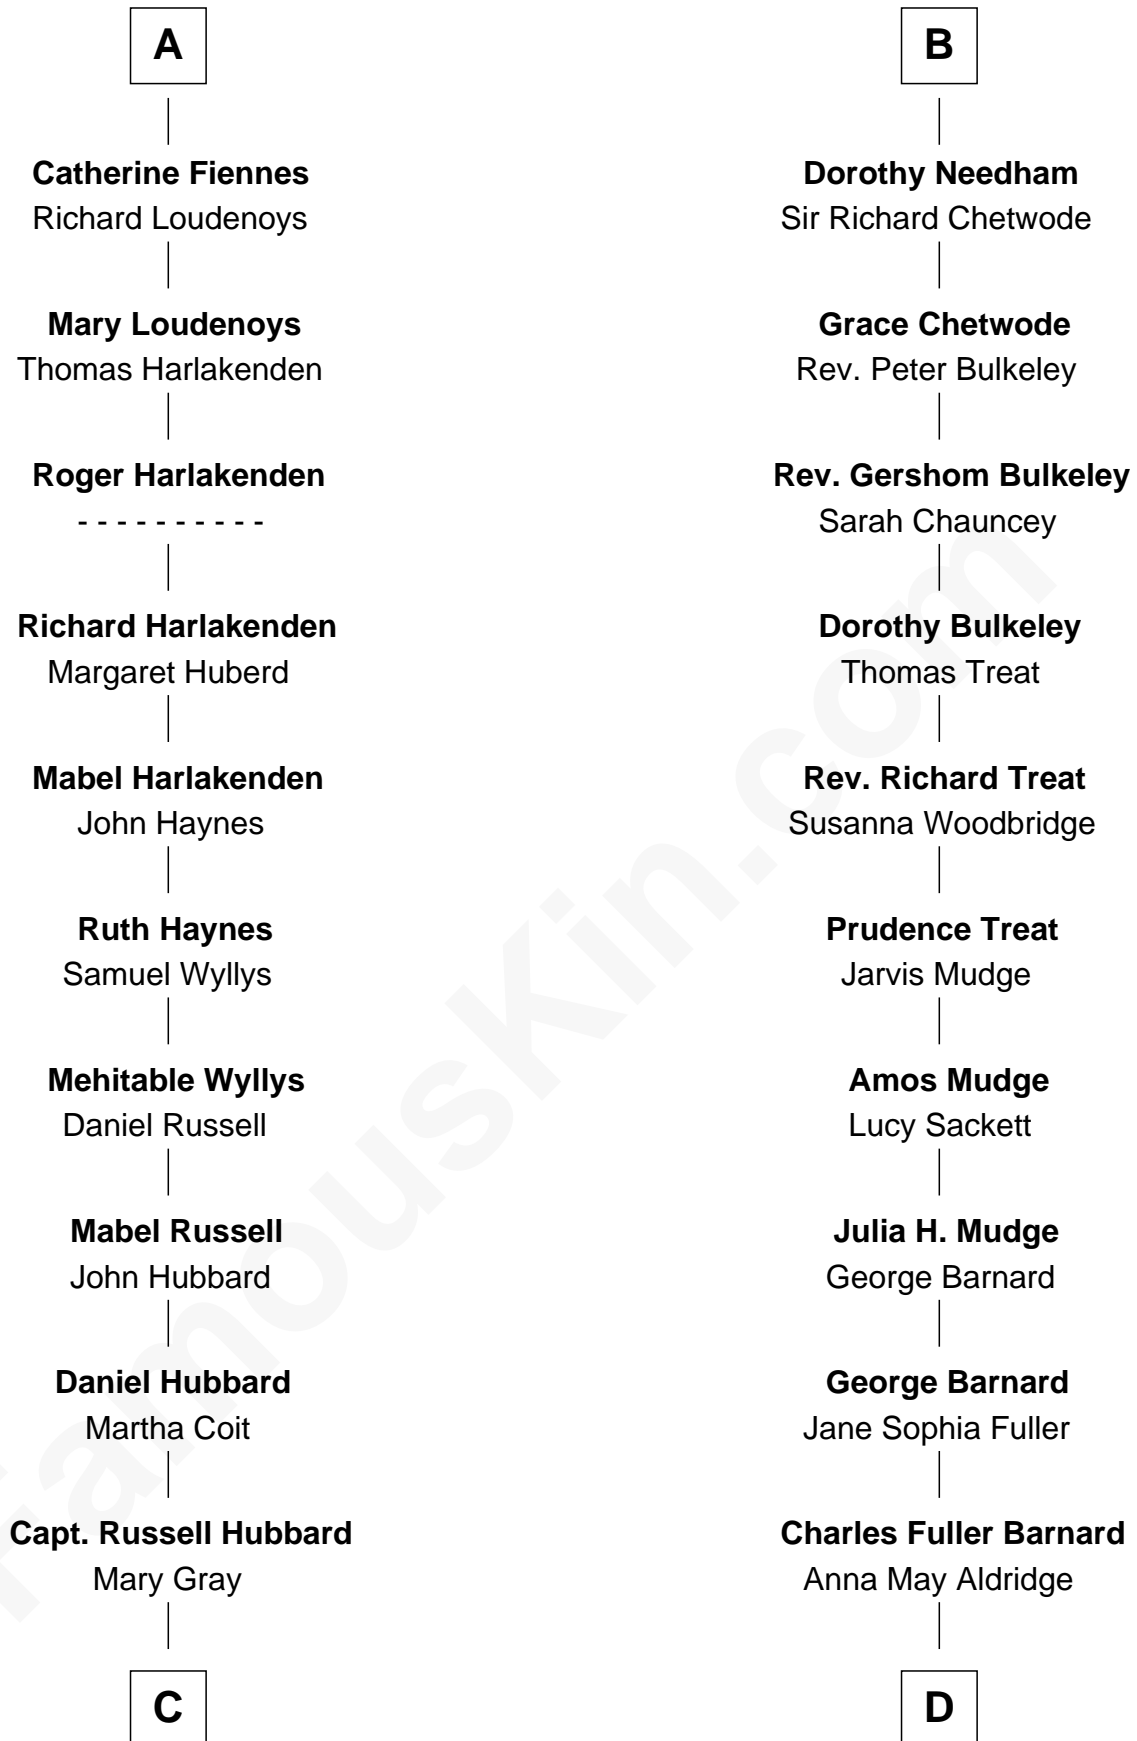 A
Catherine Fiennes
Richard Loudenoys
Mary Loudenoys
Thomas Harlakenden
Roger Harlakenden
- - - - - - - - - -
Richard Harlakenden
Margaret Huberd
Mabel Harlakenden
John Haynes
Ruth Haynes
Samuel Wyllys
Mehitable Wyllys
Daniel Russell
Mabel Russell
John Hubbard
Daniel Hubbard
Martha Coit
Capt. Russell Hubbard
Mary Gray
C
B
Dorothy Needham
Sir Richard Chetwode
Grace Chetwode
Rev. Peter Bulkeley
Rev. Gershom Bulkeley
Sarah Chauncey
Dorothy Bulkeley
Thomas Treat
Rev. Richard Treat
Susanna Woodbridge
Prudence Treat
Jarvis Mudge
Amos Mudge
Lucy Sackett
Julia H. Mudge
George Barnard
George Barnard
Jane Sophia Fuller
Charles Fuller Barnard
Anna May Aldridge
D
FamousKin.com